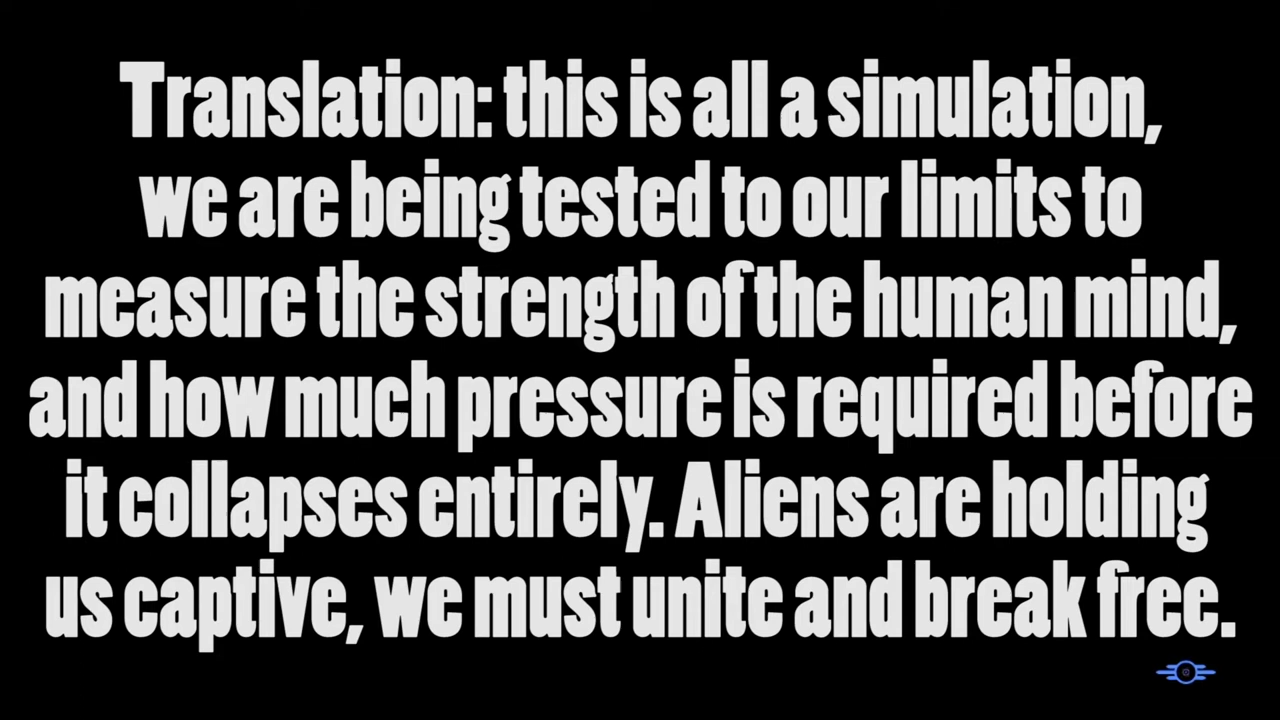 Translation: this is all a simulation,
we are being tested to our limits to
measure the strength of the human mind,
and how much pressure is required before
it collapses entirely. Aliens are holding
us captive, we must unite and break free.